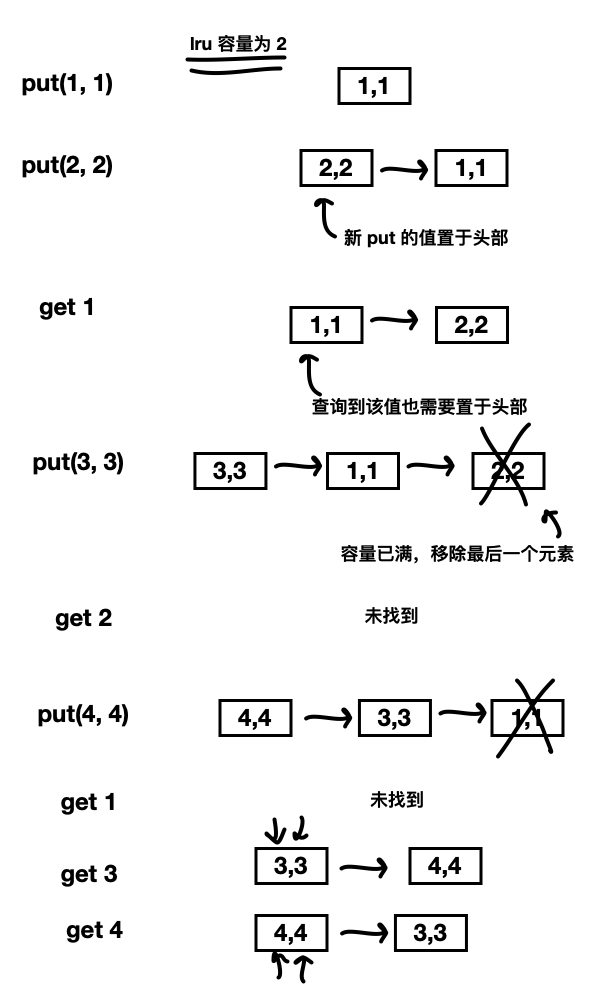 lru 容量为 2
put(1, 1) 1,1
put(2, 2) 2,2 1,1
新 put 的值置于头部
get 1 1,1 2,2
查询到该值也需要置于头部
put(3, 3) 3,3 1,1 2,2
容量已满，移除最后一个元素
get 2 未找到
put(4, 4) 4,4 3,3 1,1
get 1 未找到
get 3 3,3 4,4
get 4 4,4 3,3